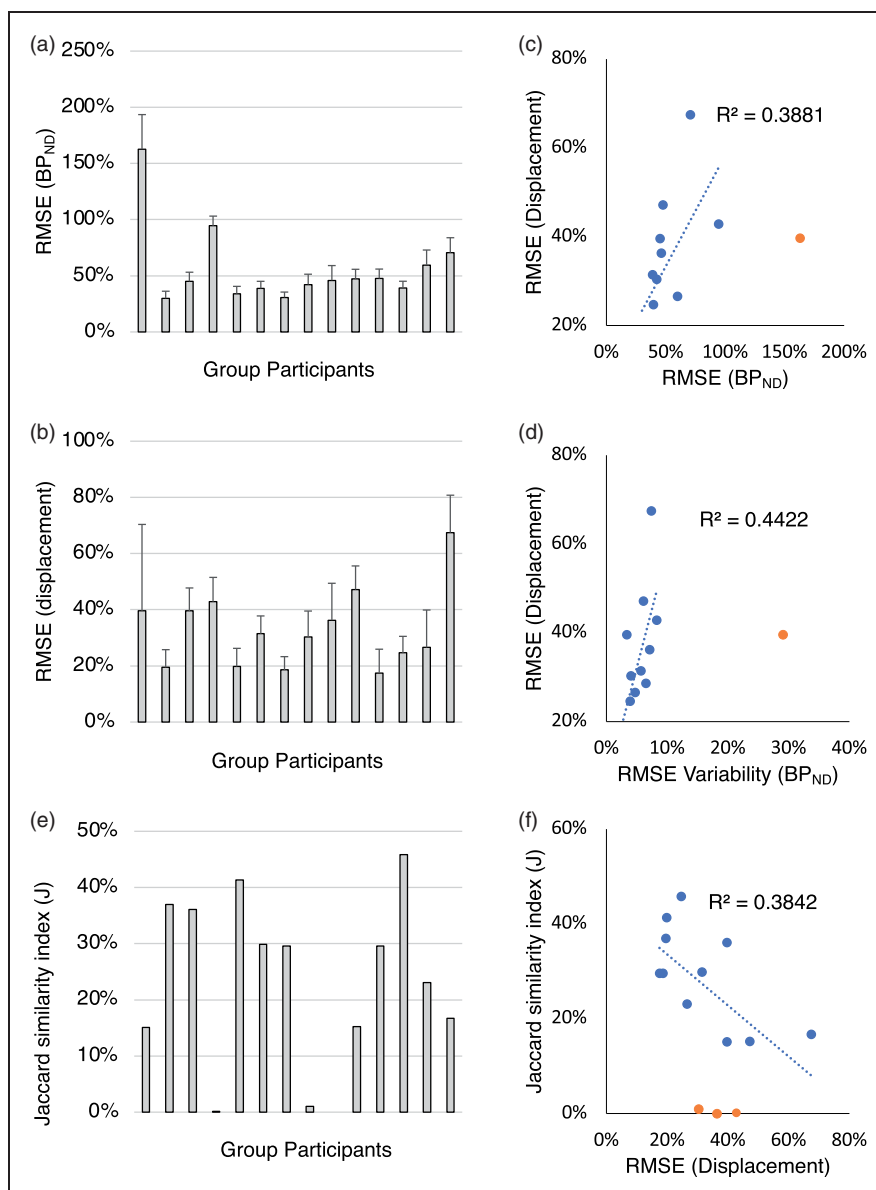 (a)
250%
200%
150%
100%
50%
0%
RMSE (BPND)
Group Participants
(c)
80%
60%
40%
20%
RMSE (Displacement)
R² = 0.3881
0% 50% 100% 150% 200%
RMSE (BPND)
(b)
100%
80%
60%
40%
20%
0%
RMSE (displacement)
Group Participants
(d)
80%
60%
40%
20%
RMSE (Displacement)
R² = 0.4422
0% 10% 20% 30% 40%
RMSE Variability (BPND)
(e)
50%
40%
30%
20%
10%
0%
Jaccard similarity index (J)
Group Participants
(f)
60%
40%
20%
0%
Jaccard similarity index (J)
R² = 0.3842
0% 20% 40% 60% 80%
RMSE (Displacement)